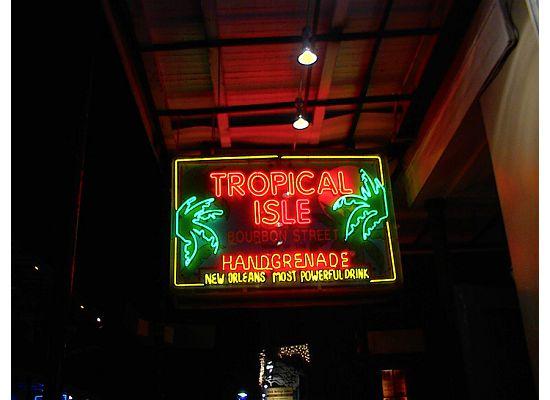 TROPICAL
ISLE
BOURBON STREET
HANDGRENADE
NEW ORLEANS MOST POWERFUL DRINK